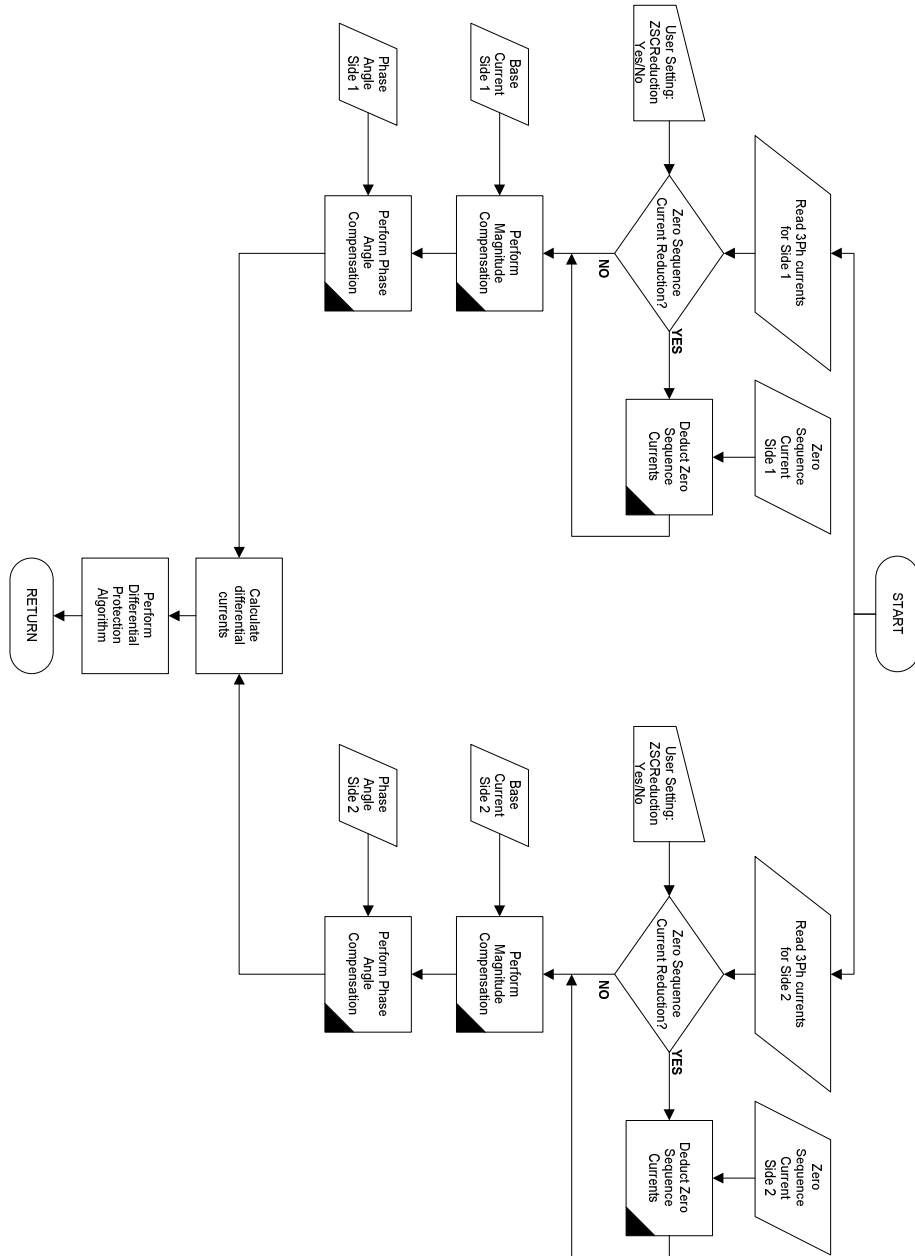 START
Read 3Ph currents
for Side 1
Zero
Sequence
Current
Side 1
User Setting:
ZSCReduction
Yes/No
Zero Sequence
Current Reduction?
YES
NO
Deduct Zero
Sequence
Currents
Base
Current
Side 1
Perform
Magnitude
Compensation
Phase
Angle
Side 1
Perform Phase
Angle
Compensation
Read 3Ph currents
for Side 2
Zero
Sequence
Current
Side 2
User Setting:
ZSCReduction
Yes/No
Zero Sequence
Current Reduction?
YES
NO
Deduct Zero
Sequence
Currents
Base
Current
Side 2
Perform
Magnitude
Compensation
Phase
Angle
Side 2
Perform Phase
Angle
Compensation
Calculate
differential
currents
Perform
Differential
Protection
Algorithm
RETURN